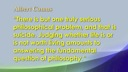 Albert Camus:
"There is but one truly serious
philosophical problem, and that is
suicide. Judging whether life is or
is not worth living amounts to
answering the fundamental
question of philosophy."